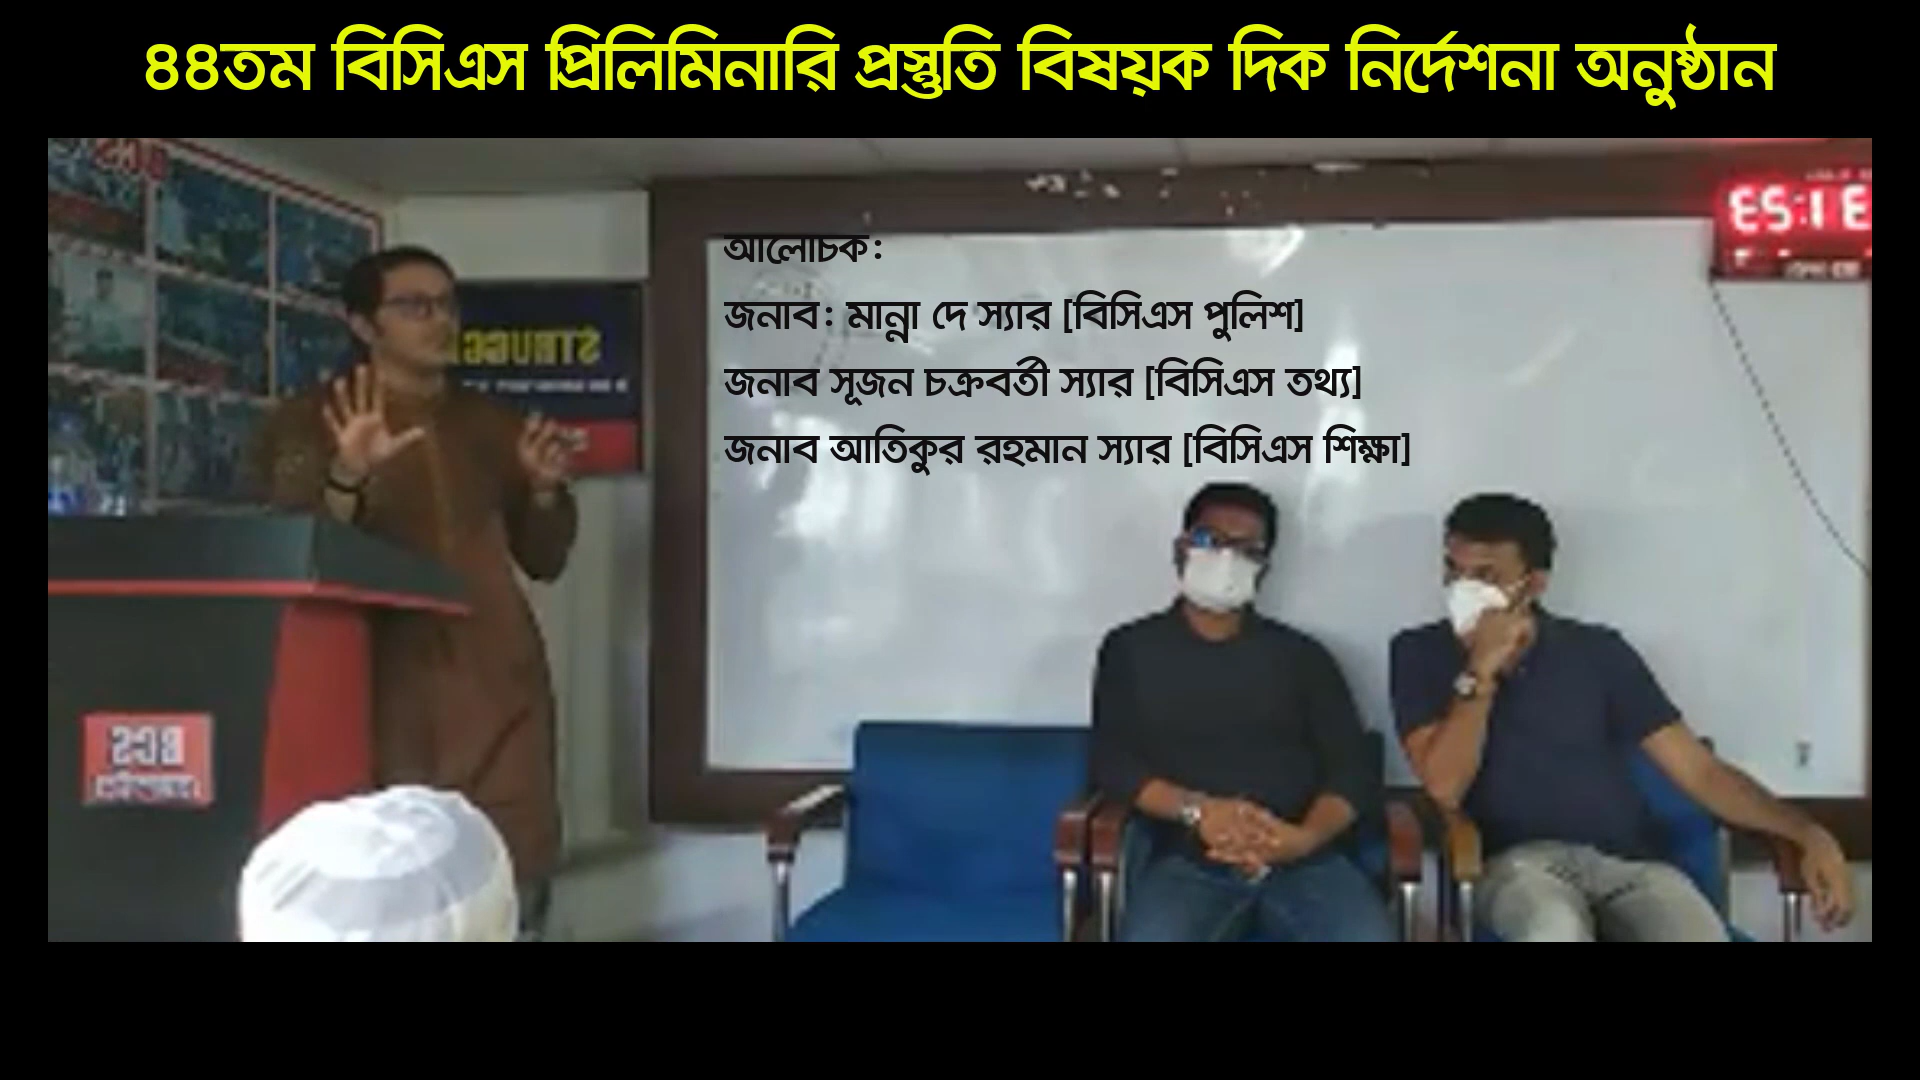 ৪৪তম বিসিএস প্রিলিমিনারি প্রস্তুতি বিষয়ক দিক নির্দেশনা অনুষ্ঠান
আলোচক:
জনাব: মান্না দে স্যার [বিসিএস পুলিশ]
জনাব সূজন চক্রবর্তী স্যার [বিসিএস তথ্য]
জনাব আতিকুর রহমান স্যার [বিসিএস শিক্ষা]
BCS